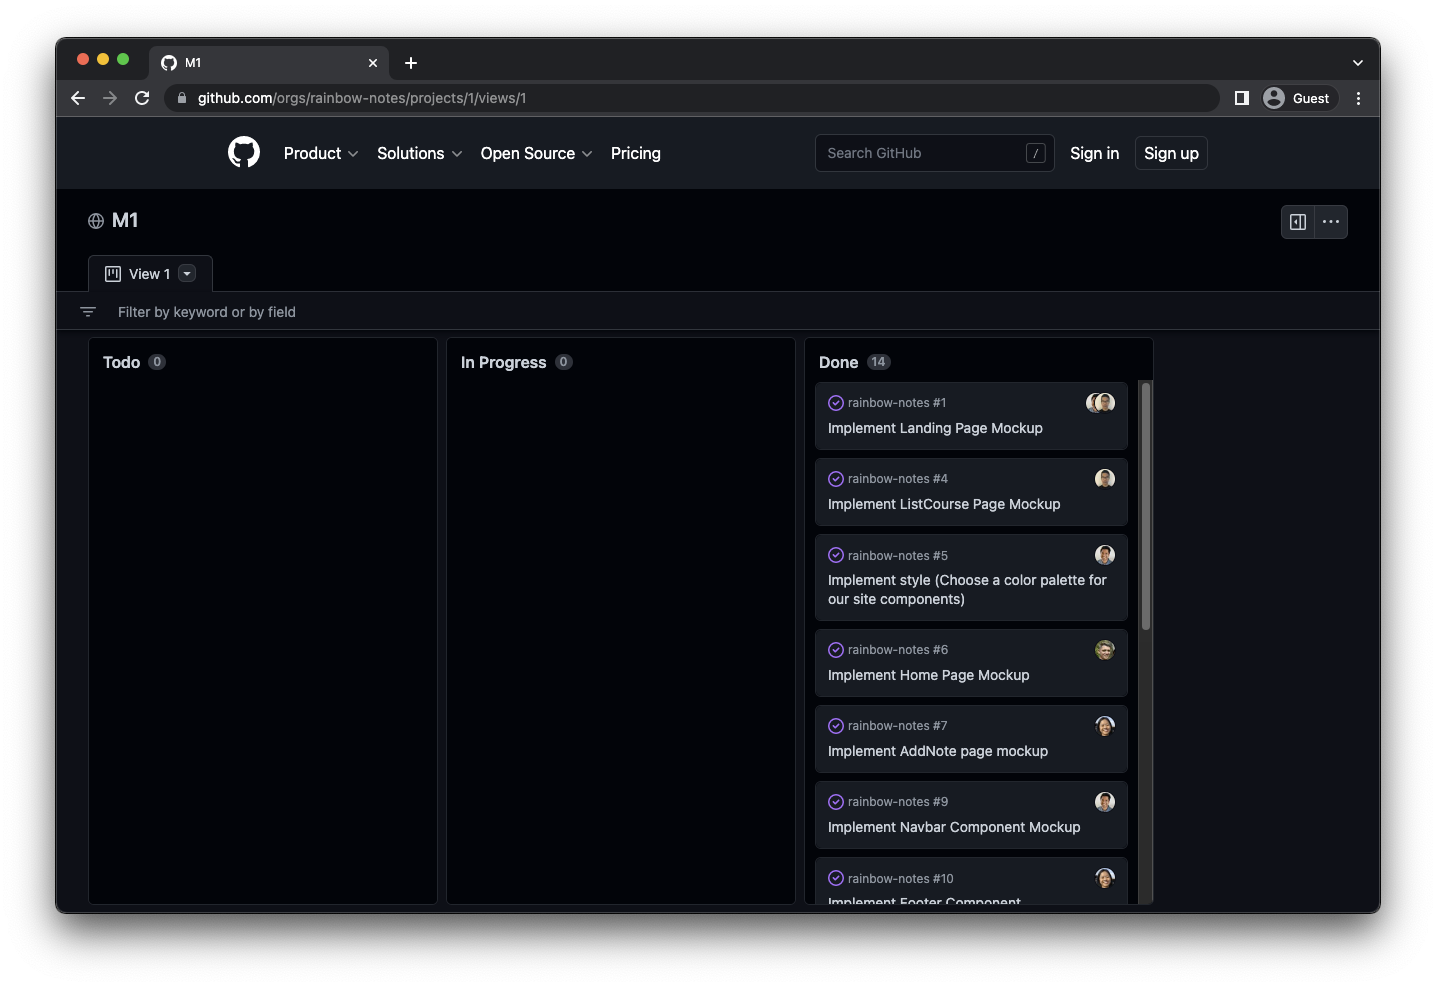 M1
github.com/orgs/rainbow-notes/projects/1/views/1
Guest
Product
Solutions
Open Source
Pricing
Search GitHub
/
Sign in
Sign up
M1
View 1
Filter by keyword or by field
Todo 0
In Progress 0
Done 14
rainbow-notes #1
Implement Landing Page Mockup
rainbow-notes #4
Implement ListCourse Page Mockup
rainbow-notes #5
Implement style (Choose a color palette for
our site components)
rainbow-notes #6
Implement Home Page Mockup
rainbow-notes #7
Implement AddNote page mockup
rainbow-notes #9
Implement Navbar Component Mockup
rainbow-notes #10
Implement Footer Component